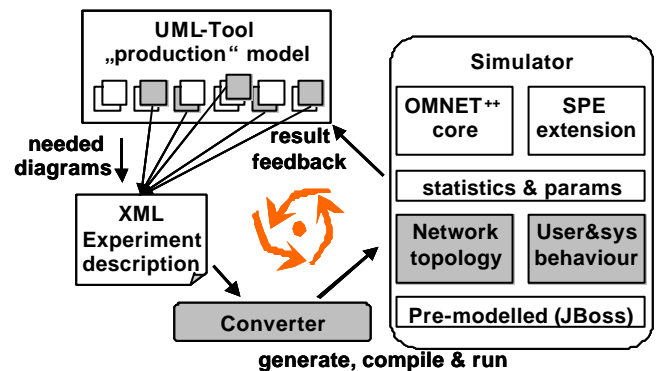 UML-Tool
„production“ model
needed
diagrams
result
feedback
XML
Experiment
description
Converter
generate, compile & run
Simulator
OMNET++
core
SPE
extension
statistics & params
Network
topology
User&sys
behaviour
Pre-modelled (JBoss)